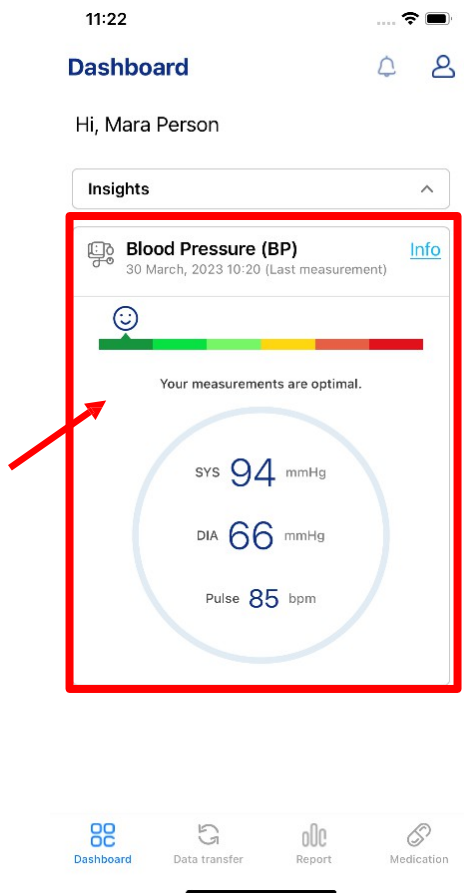 11:22
Dashboard
Hi, Mara Person
Insights
Blood Pressure (BP)
Info
30 March, 2023 10:20 (Last measurement)
Your measurements are optimal.
SYS 94 mmHg
DIA 66 mmHg
Pulse 85 bpm
Dashboard Data transfer Report Medication